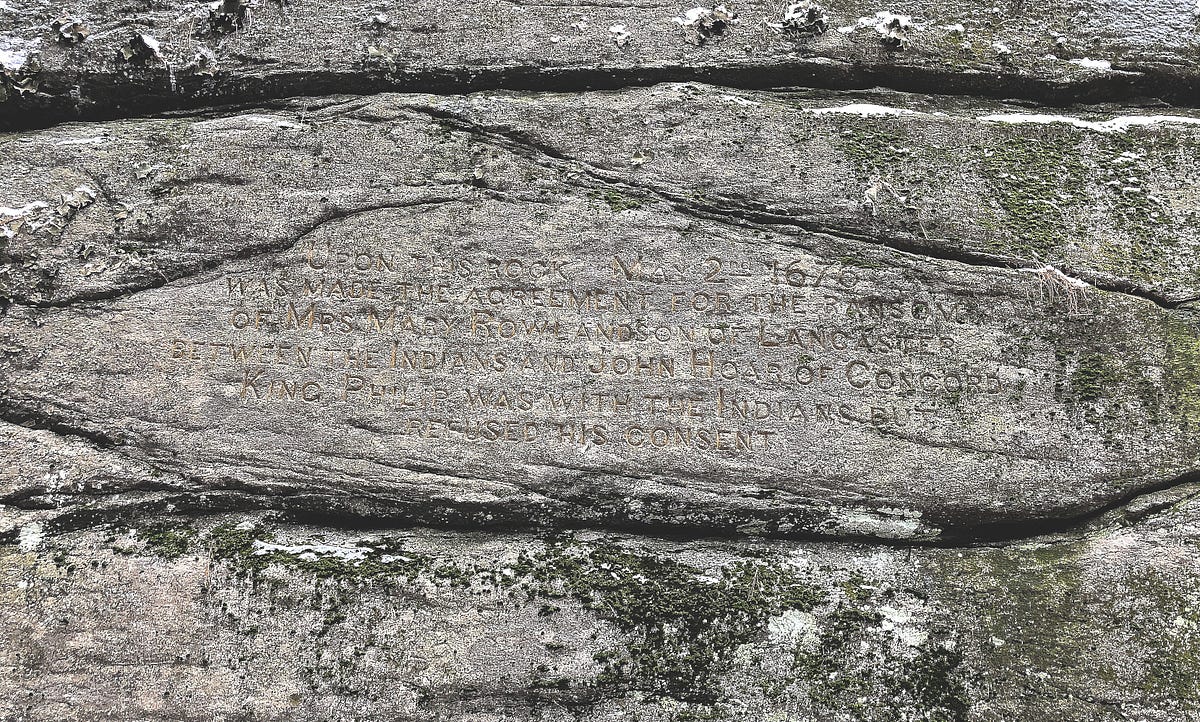 UPON THIS ROCK MAY 2ND 1676
WAS MADE THE AGREEMENT FOR THE RANSOM
OF MRS MARY ROWLANDSON OF LANCASTER
BETWEEN THE INDIANS AND JOHN HOAR OF CONCORD
KING PHILIP WAS WITH THE INDIANS BUT
REFUSED HIS CONSENT